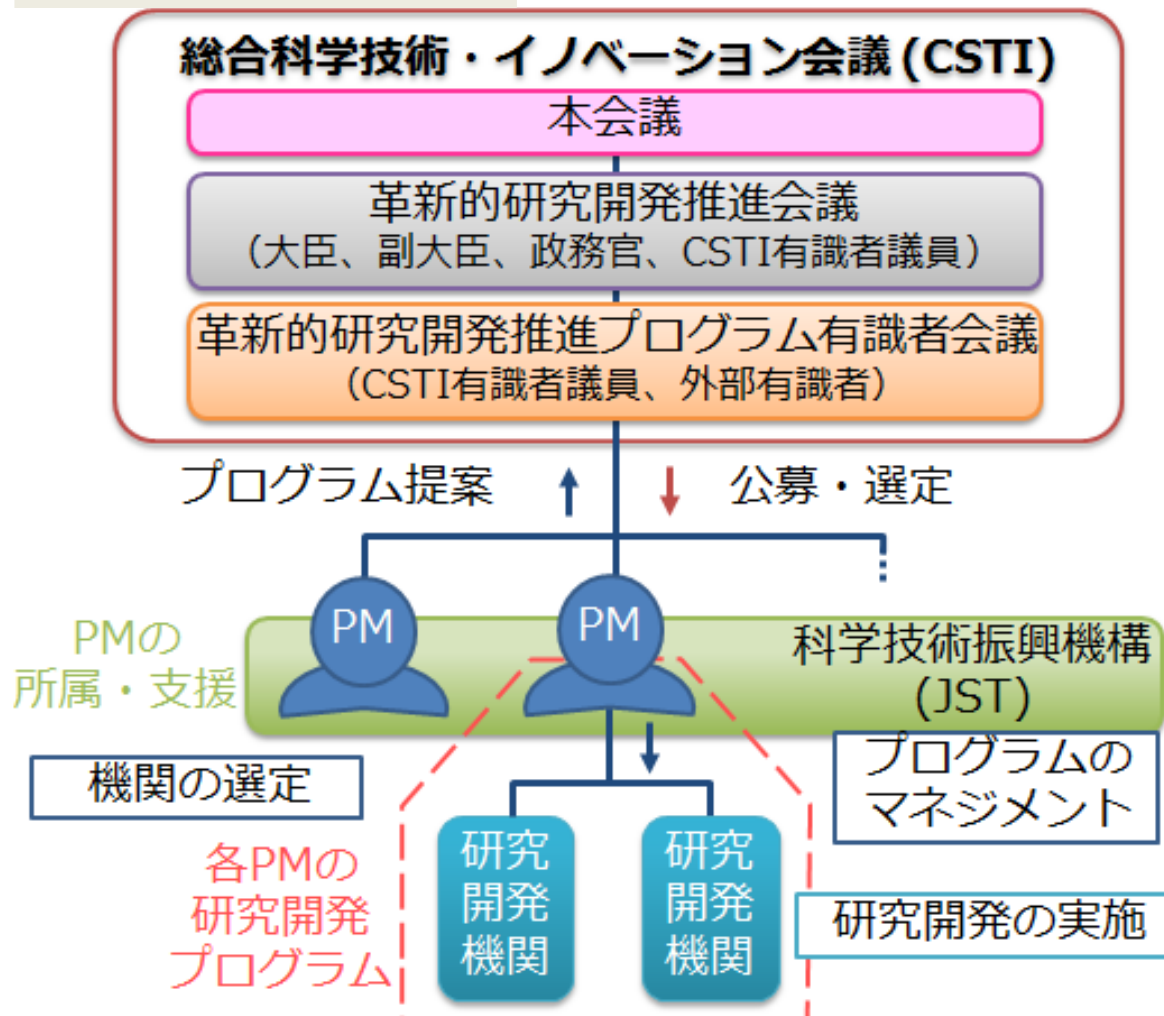 総合科学技術・イノベーション会議(CSTI)
本会議
革新的研究開発推進会議
（大臣、副大臣、政務官、CSTI有識者議員）
革新的研究開発推進プログラム有識者会議
（CSTI有識者議員、外部有識者）
プログラム提案
公募・選定
PM
PM
PMの
所属・支援
科学技術振興機構
(JST)
機関の選定
プログラムの
マネジメント
各PMの
研究開発
プログラム
研究
開発
機関
研究
開発
機関
研究開発の実施